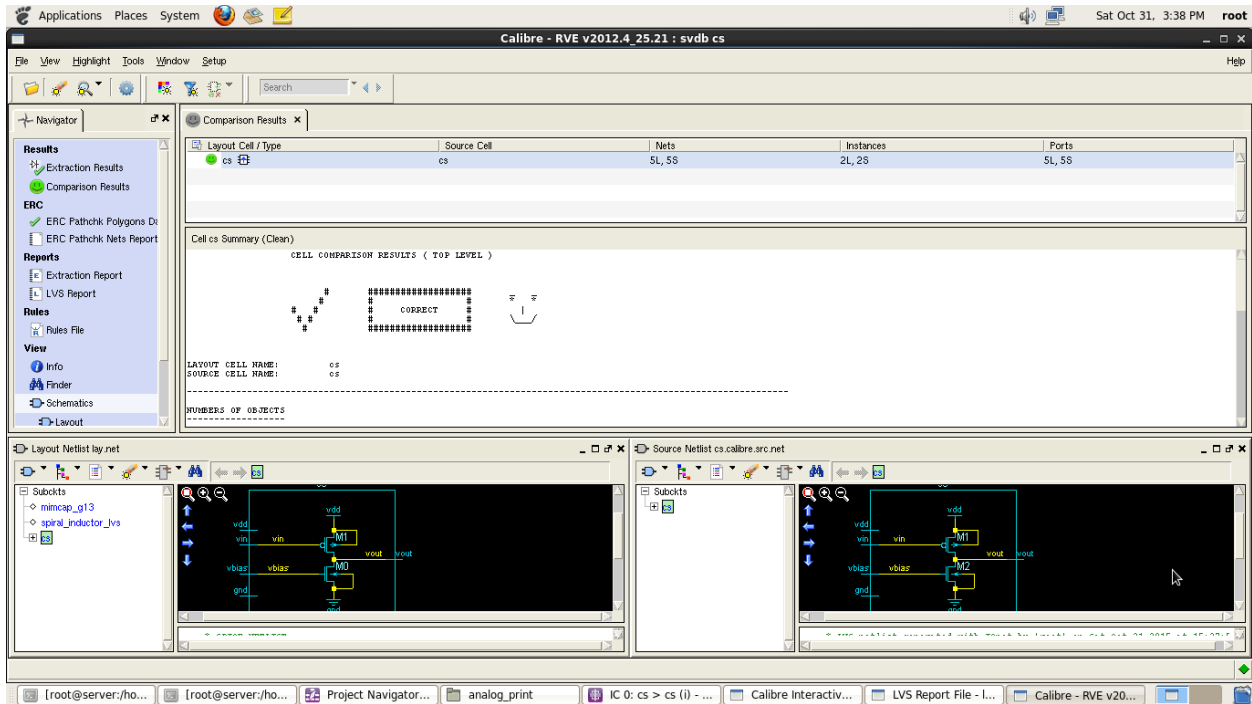 Applications Places System Sat Oct 31, 3:38 PM root
Calibre - RVE v2012.4_25.21 : svdb cs
File View Highlight Tools Window Setup Help
Search
Navigator
Comparison Results
Results
Extraction Results
Comparison Results
ERC
ERC Pathchk Polygons Da
ERC Pathchk Nets Report
Reports
Extraction Report
LVS Report
Rules
Rules File
View
Info
Finder
Schematics
Layout
Layout Cell / Type Source Cell Nets Instances Ports
cs cs 5L, 5S 2L, 2S 5L, 5S
Cell cs Summary (Clean)
CELL COMPARISON RESULTS ( TOP LEVEL )
# ###################
# # #
# # # CORRECT #
# # # #
# ###################
LAYOUT CELL NAME: cs
SOURCE CELL NAME: cs
--------------------------------------------------------------------------------------------------------------
NUMBERS OF OBJECTS
------------------
Layout Netlist lay.net
cs
Subckts
mimcap_g13
spiral_inductor_lvs
cs
vdd
vdd
vin vin M1
vout vout
vbias vbias M0
gnd
gnd
Source Netlist cs.calibre.src.net
cs
Subckts
cs
vdd
vdd
vin vin M1
vout vout
vbias vbias M2
gnd
gnd
[root@server:/ho... [root@server:/ho... Project Navigator... analog_print IC 0: cs > cs (i) - ... Calibre Interactiv... LVS Report File - l... Calibre - RVE v20...